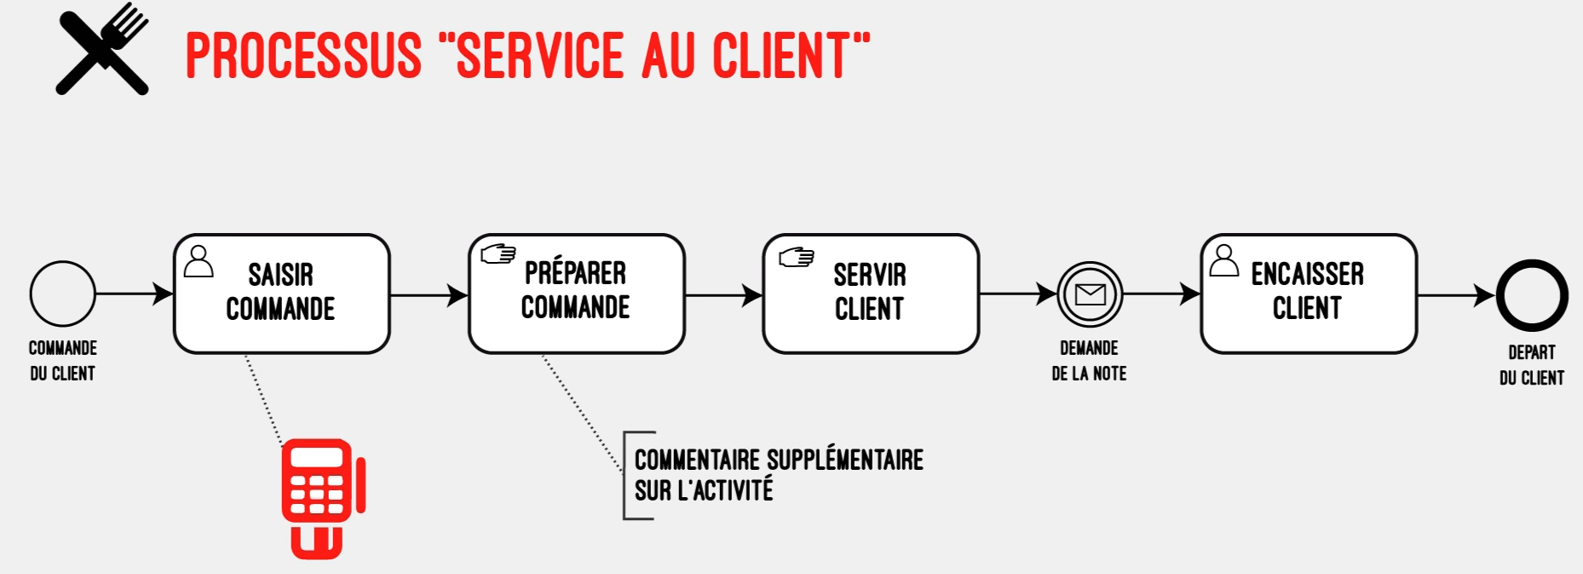 PROCESSUS "SERVICE AU CLIENT"
COMMANDE
DU CLIENT
SAISIR
COMMANDE
PRÉPARER
COMMANDE
SERVIR
CLIENT
DEMANDE
DE LA NOTE
ENCAISSER
CLIENT
DEPART
DU CLIENT
COMMENTAIRE SUPPLÉMENTAIRE
SUR L'ACTIVITÉ